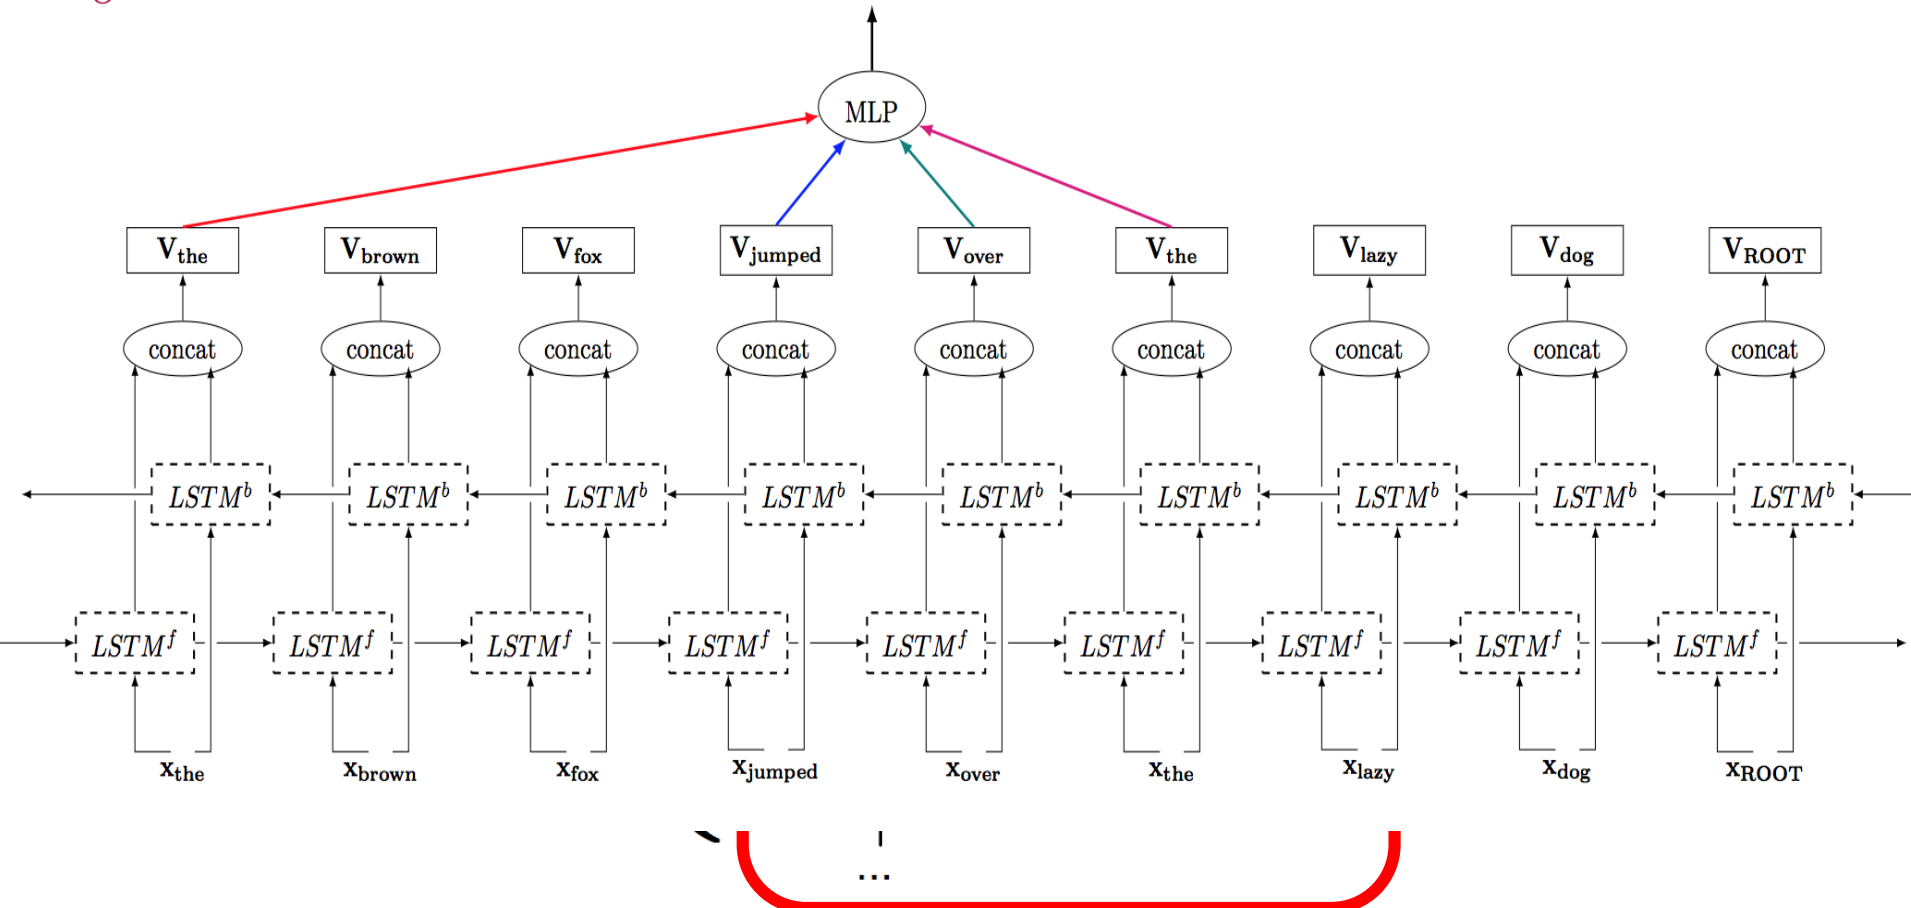 MLP
V_the V_brown V_fox V_jumped V_over V_the V_lazy V_dog V_ROOT
concat concat concat concat concat concat concat concat concat
LSTM^b LSTM^b LSTM^b LSTM^b LSTM^b LSTM^b LSTM^b LSTM^b LSTM^b
LSTM^f LSTM^f LSTM^f LSTM^f LSTM^f LSTM^f LSTM^f LSTM^f LSTM^f
x_the x_brown x_fox x_jumped x_over x_the x_lazy x_dog x_ROOT
...